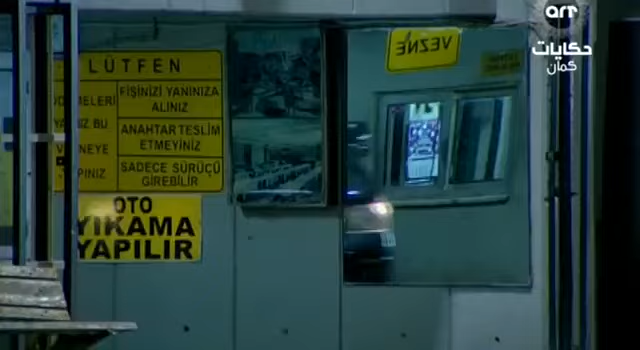 art
حكايات
كمان
VEZNE
LÜTFEN
FİŞİNİZİ YANINIZA
ALINIZ
ANAHTAR TESLİM
ETMEYİNİZ
SADECE SÜRÜCÜ
GİREBİLİR
OTO
YIKAMA
YAPILIR